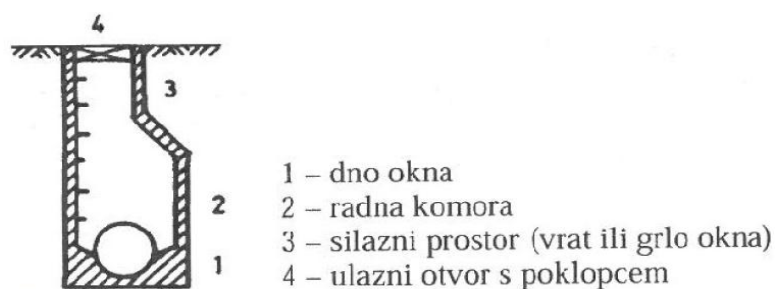 4
3
2
1
1 – dno okna
2 – radna komora
3 – silazni prostor (vrat ili grlo okna)
4 – ulazni otvor s poklopcem